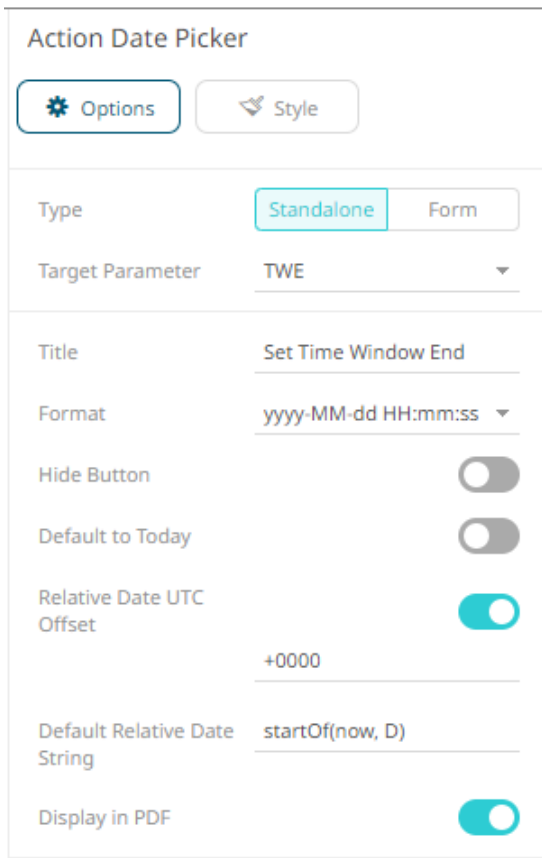 Action Date Picker
Options Style
Type Standalone Form
Target Parameter TWE
Title Set Time Window End
Format yyyy-MM-dd HH:mm:ss
Hide Button
Default to Today
Relative Date UTC
Offset
+0000
Default Relative Date startOf(now, D)
String
Display in PDF